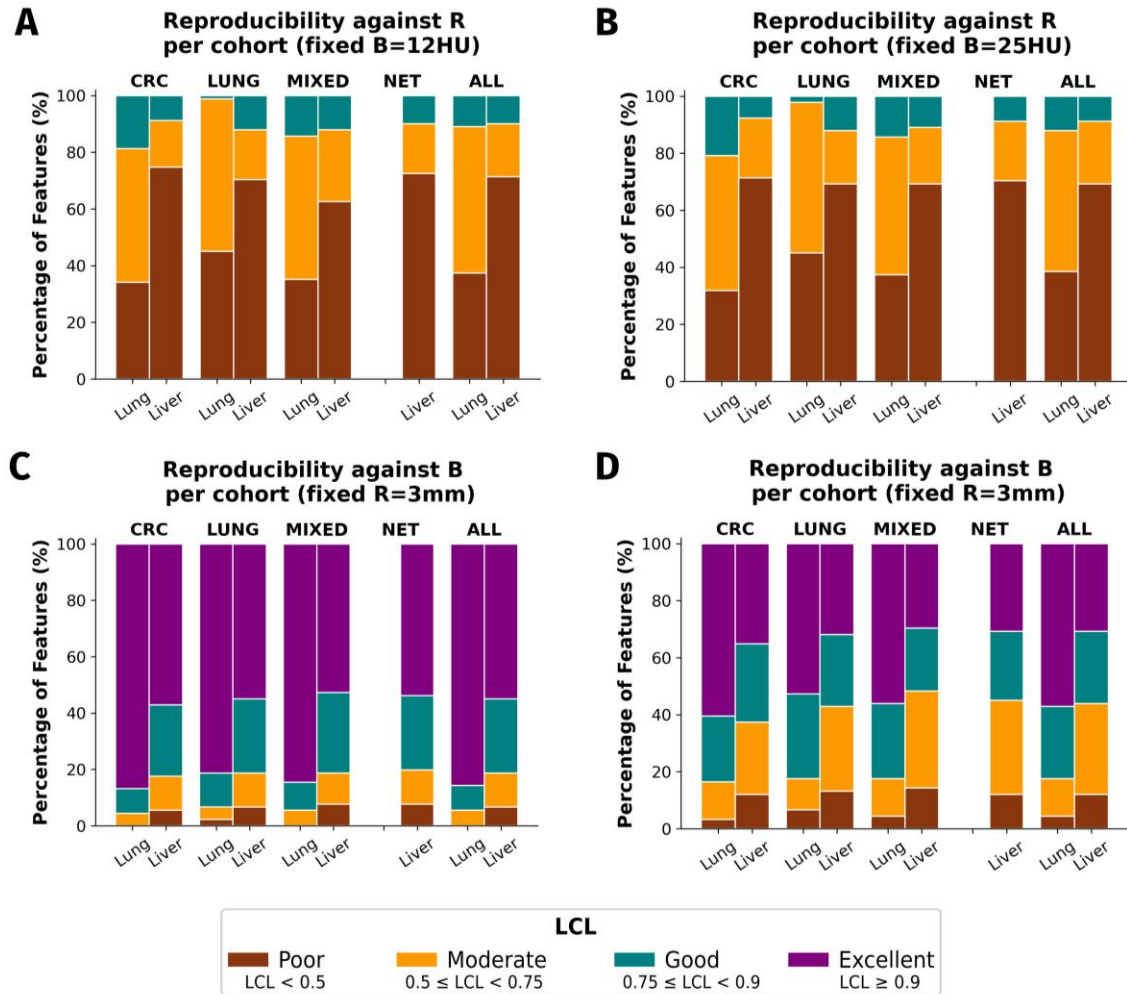 A
Reproducibility against R
per cohort (fixed B=12HU)
CRC LUNG MIXED NET ALL
Percentage of Features (%)
100
80
60
40
20
0
Lung Liver Lung Liver Lung Liver Liver Lung Liver
B
Reproducibility against R
per cohort (fixed B=25HU)
CRC LUNG MIXED NET ALL
Percentage of Features (%)
100
80
60
40
20
0
Lung Liver Lung Liver Lung Liver Liver Lung Liver
C
Reproducibility against B
per cohort (fixed R=3mm)
CRC LUNG MIXED NET ALL
Percentage of Features (%)
100
80
60
40
20
0
Lung Liver Lung Liver Lung Liver Liver Lung Liver
D
Reproducibility against B
per cohort (fixed R=3mm)
CRC LUNG MIXED NET ALL
Percentage of Features (%)
100
80
60
40
20
0
Lung Liver Lung Liver Lung Liver Liver Lung Liver
LCL
Poor Moderate Good Excellent
LCL < 0.5 0.5 ≤ LCL < 0.75 0.75 ≤ LCL < 0.9 LCL ≥ 0.9